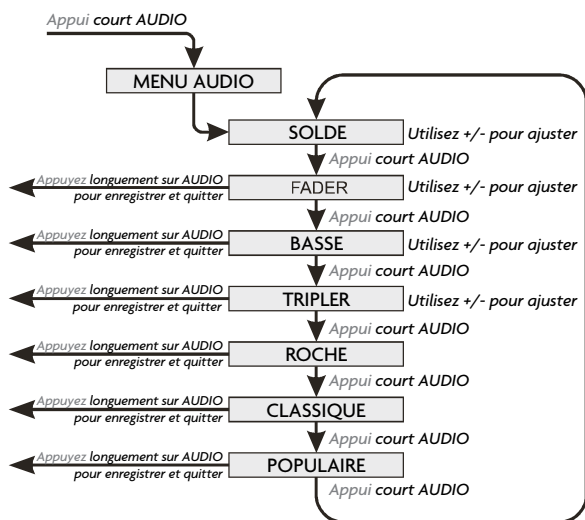 Appui court AUDIO
MENU AUDIO
SOLDE Utilisez +/- pour ajuster
Appui court AUDIO
Appuyez longuement sur AUDIO
pour enregistrer et quitter
FADER Utilisez +/- pour ajuster
Appui court AUDIO
Appuyez longuement sur AUDIO
pour enregistrer et quitter
BASSE Utilisez +/- pour ajuster
Appui court AUDIO
Appuyez longuement sur AUDIO
pour enregistrer et quitter
TRIPLER Utilisez +/- pour ajuster
Appui court AUDIO
Appuyez longuement sur AUDIO
pour enregistrer et quitter
ROCHE
Appui court AUDIO
Appuyez longuement sur AUDIO
pour enregistrer et quitter
CLASSIQUE
Appui court AUDIO
Appuyez longuement sur AUDIO
pour enregistrer et quitter
POPULAIRE
Appui court AUDIO